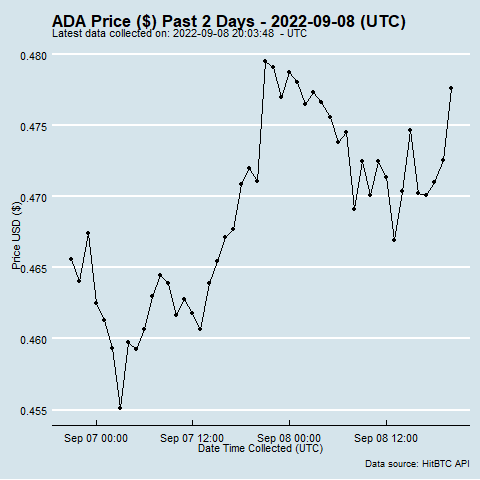 ADA Price ($) Past 2 Days - 2022-09-08 (UTC)
Latest data collected on: 2022-09-08 20:03:48 - UTC
0.480
0.475
0.470
0.465
0.460
0.455
Price USD ($)
Sep 07 00:00
Sep 07 12:00
Sep 08 00:00
Sep 08 12:00
Date Time Collected (UTC)
Data source: HitBTC API